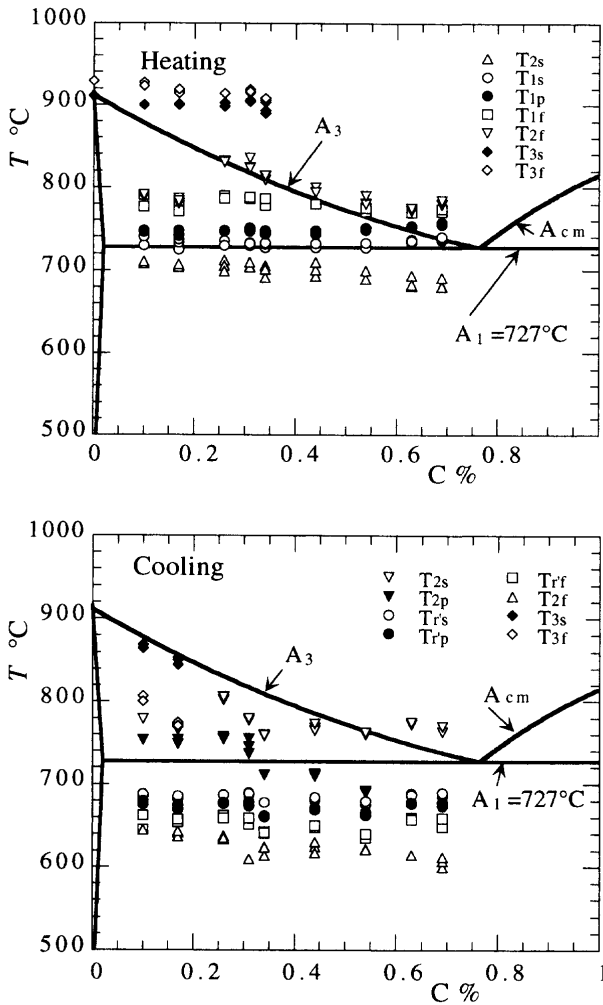 1000
Heating
T2s
T1s
T1p
T1f
T2f
T3s
T3f
900
A3
T °C
800
Acm
700
A1=727°C
600
500
0 0.2 0.4 0.6 0.8 1
C %
1000
Cooling
T2s Tr'f
T2p T2f
Tr's T3s
Tr'p T3f
900
A3
T °C
800
Acm
700
A1=727°C
600
500
0 0.2 0.4 0.6 0.8 1
C %